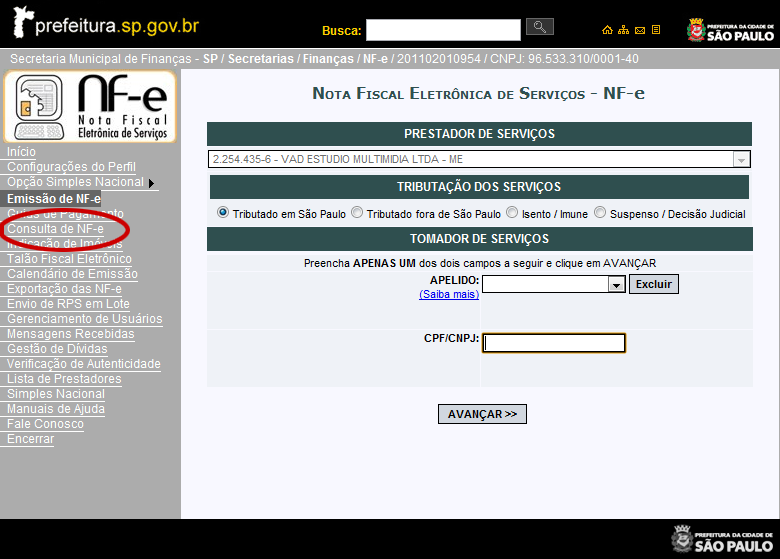 prefeitura.sp.gov.br
Busca:
PREFEITURA DA CIDADE DE
SÃO PAULO
Secretaria Municipal de Finanças - SP / Secretarias / Finanças / NF-e / 201102010954 / CNPJ: 96.533.310/0001-40
NF-e
Nota Fiscal
Eletrônica de Serviços
Início
Configurações do Perfil
Opção Simples Nacional
Emissão de NF-e
Guias de Pagamento
Consulta de NF-e
Indicação de Imóveis
Talão Fiscal Eletrônico
Calendário de Emissão
Exportação das NF-e
Envio de RPS em Lote
Gerenciamento de Usuários
Mensagens Recebidas
Gestão de Dívidas
Verificação de Autenticidade
Lista de Prestadores
Simples Nacional
Manuais de Ajuda
Fale Conosco
Encerrar
Nota Fiscal Eletrônica de Serviços - NF-e
PRESTADOR DE SERVIÇOS
2.254.435-6 - VAD ESTUDIO MULTIMIDIA LTDA - ME
TRIBUTAÇÃO DOS SERVIÇOS
Tributado em São Paulo Tributado fora de São Paulo Isento / Imune Suspenso / Decisão Judicial
TOMADOR DE SERVIÇOS
Preencha APENAS UM dos dois campos a seguir e clique em AVANÇAR
APELIDO: Excluir
(Saiba mais)
CPF/CNPJ:
AVANÇAR >>
PREFEITURA DA CIDADE DE
SÃO PAULO